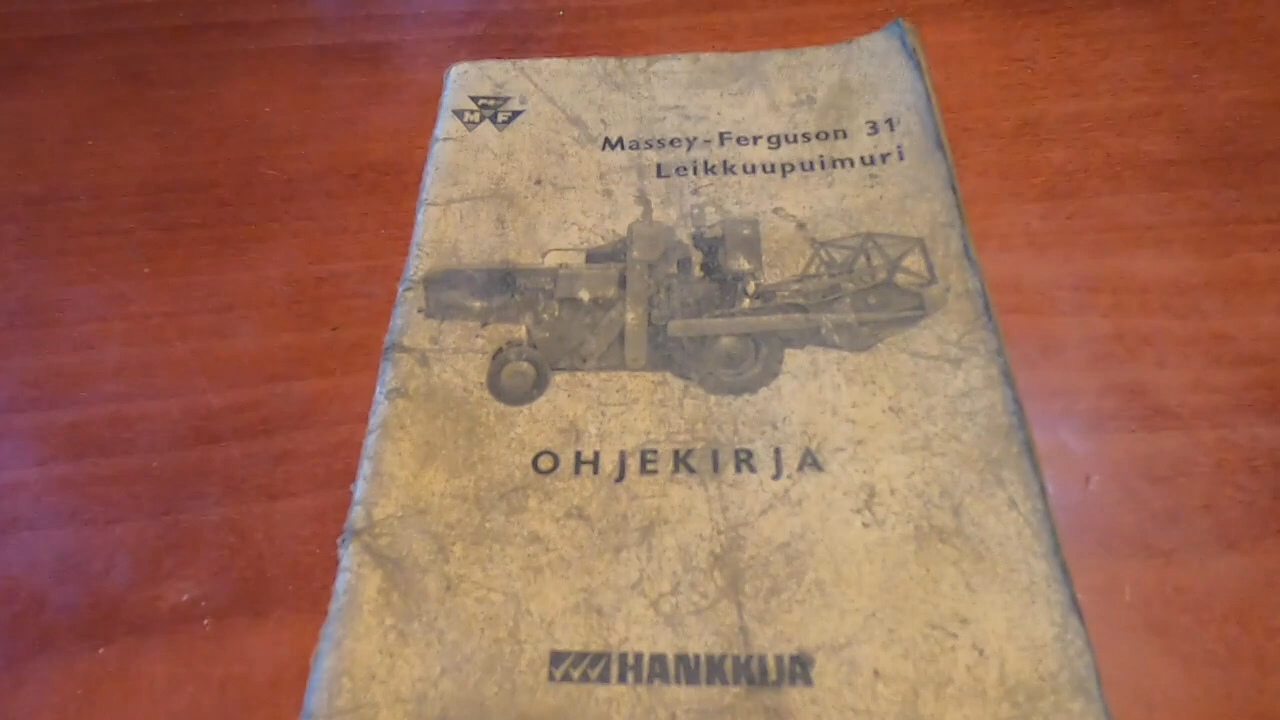 MF
Massey-Ferguson 31
Leikkuupuimuri
OHJEKIRJA
HANKKIJA